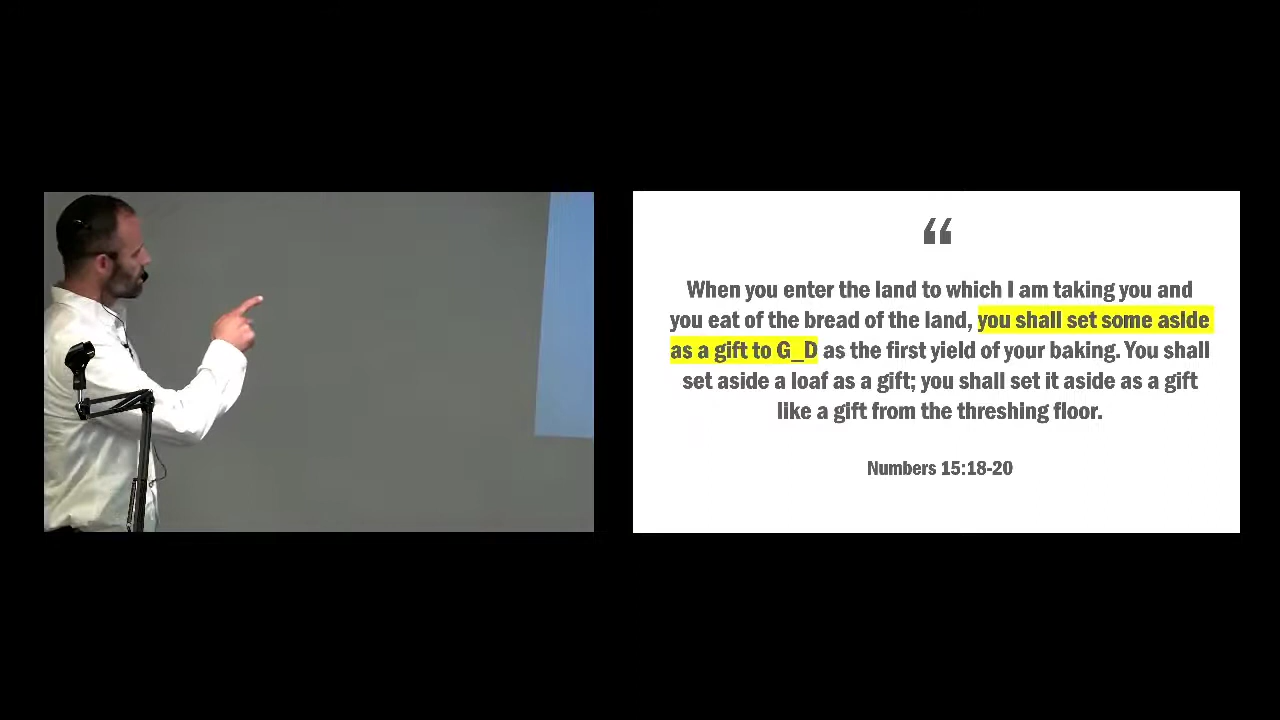 “
When you enter the land to which I am taking you and
you eat of the bread of the land, you shall set some aside
as a gift to G_D as the first yield of your baking. You shall
set aside a loaf as a gift; you shall set it aside as a gift
like a gift from the threshing floor.
Numbers 15:18-20